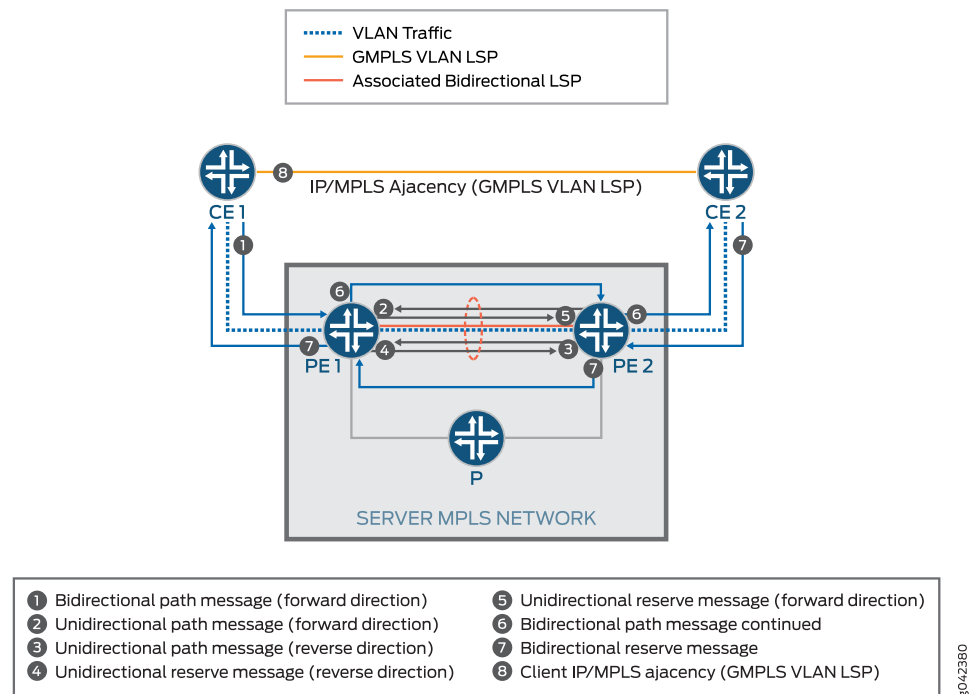 VLAN Traffic
GMPLS VLAN LSP
Associated Bidirectional LSP
8
IP/MPLS Ajacency (GMPLS VLAN LSP)
CE 1
CE 2
1
7
6
2
5
6
7
4
3
PE 1
7
PE 2
P
SERVER MPLS NETWORK
1 Bidirectional path message (forward direction)
2 Unidirectional path message (forward direction)
3 Unidirectional path message (reverse direction)
4 Unidirectional reserve message (reverse direction)
5 Unidirectional reserve message (forward direction)
6 Bidirectional path message continued
7 Bidirectional reserve message
8 Client IP/MPLS ajacency (GMPLS VLAN LSP)